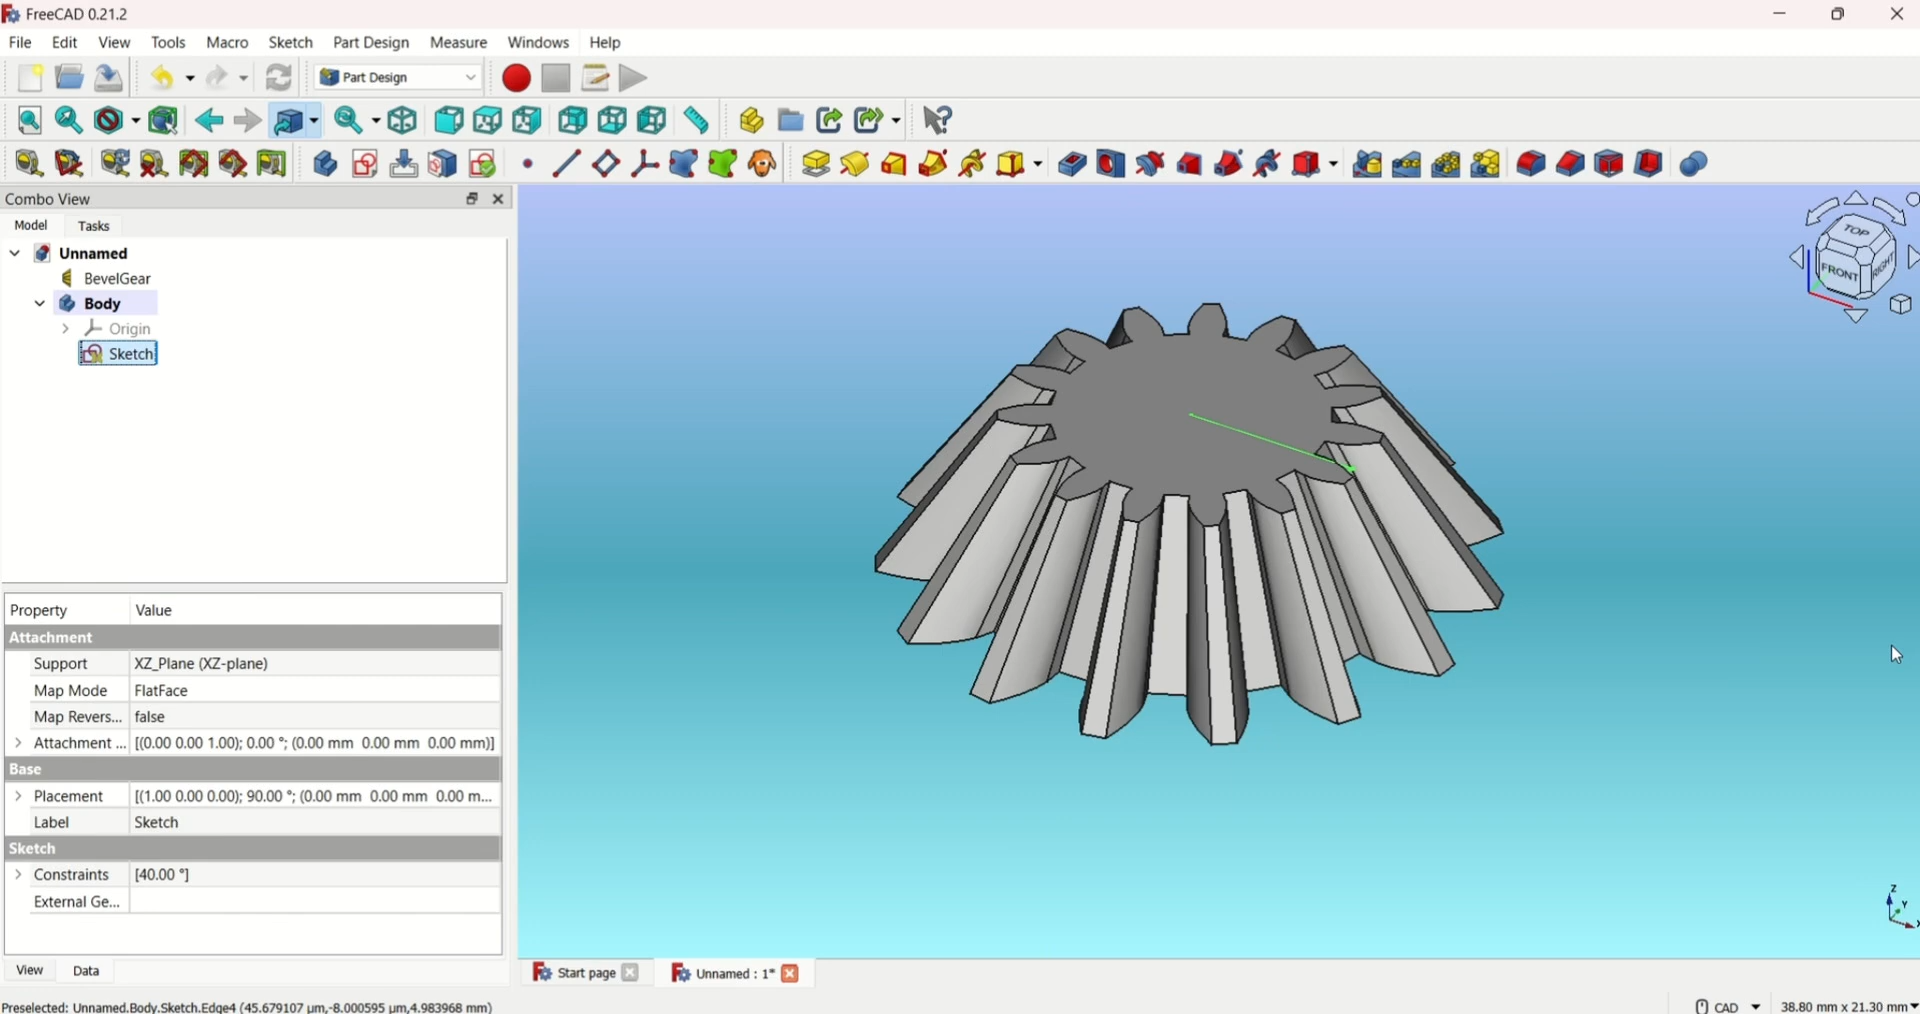 FreeCAD 0.21.2
File Edit View Tools Macro Sketch Part Design Measure Windows Help
Part Design
Combo View
Model Tasks
Unnamed
BevelGear
Body
Origin
Sketch
TOP
FRONT RIGHT
Property Value
Attachment
Support XZ_Plane (XZ-plane)
Map Mode FlatFace
Map Revers... false
Attachment ... [(0.00 0.00 1.00); 0.00 °; (0.00 mm 0.00 mm 0.00 mm)]
Base
Placement [(1.00 0.00 0.00); 90.00 °; (0.00 mm 0.00 mm 0.00 m...
Label Sketch
Sketch
Constraints [40.00 °]
External Ge...
Z
Y
X
View Data
Start page Unnamed : 1*
Preselected: Unnamed.Body.Sketch.Edge4 (45.679107 µm,-8.000595 µm,4.983968 mm) CAD 38.80 mm x 21.30 mm